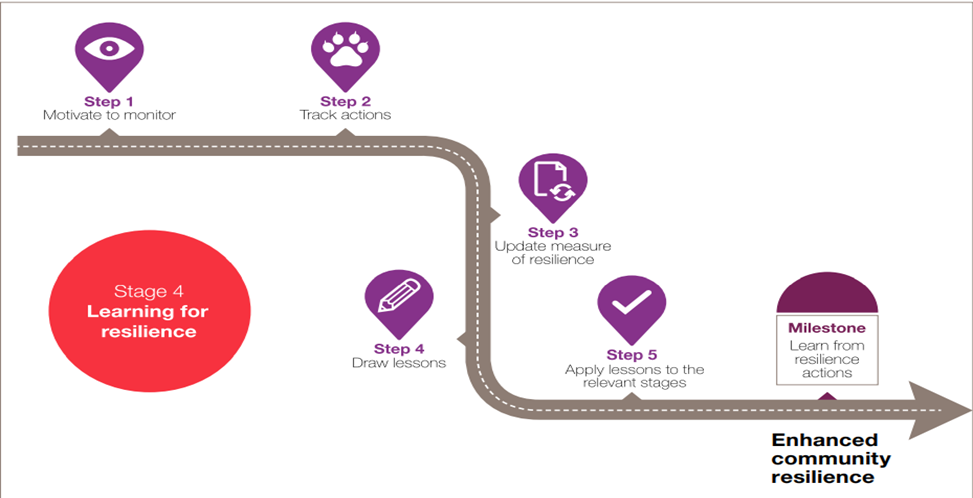 Step 1
Motivate to monitor
Step 2
Track actions
Step 3
Update measure
of resilience
Stage 4
Learning for
resilience
Step 4
Draw lessons
Step 5
Apply lessons to the
relevant stages
Milestone
Learn from
resilience
actions
Enhanced
community
resilience